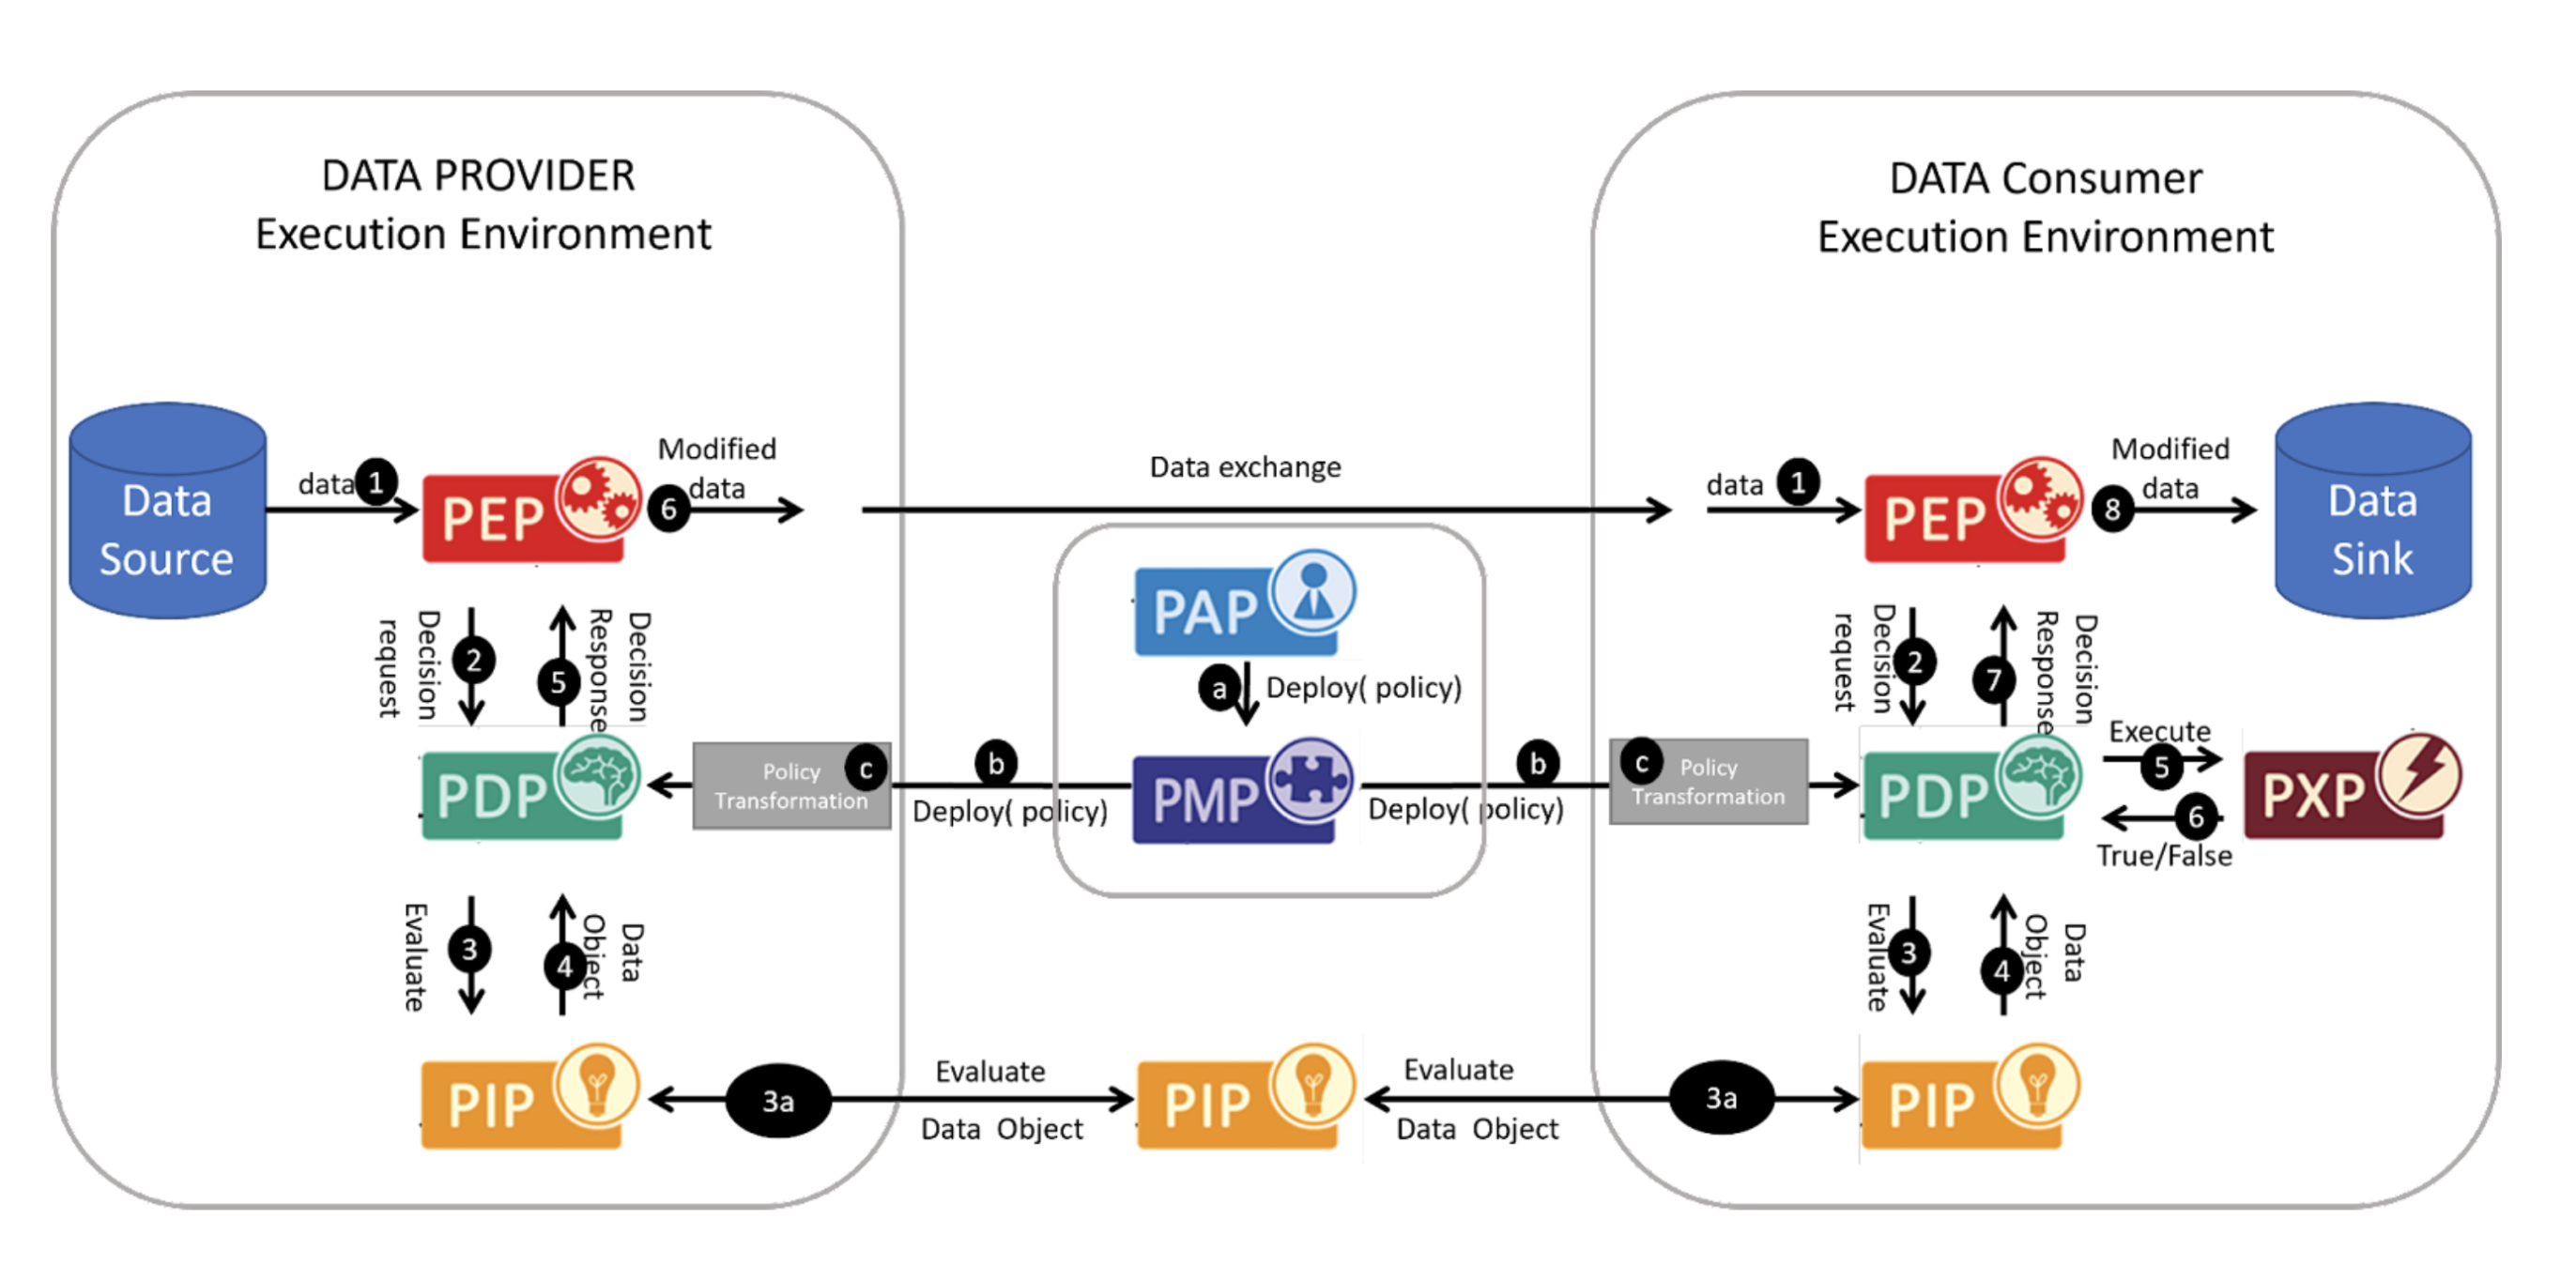 DATA PROVIDER
Execution Environment
DATA Consumer
Execution Environment
Data
Source
data 1
PEP
Modified
6 data
Data exchange
data 1
PEP
Modified
8 data
Data
Sink
Decision
request
2
5
Decision
Response
PAP
a Deploy( policy)
Decision
request
2
7
Decision
Response
PDP
Policy
Transformation
c
b
Deploy( policy)
PMP
b
Deploy( policy)
c
Policy
Transformation
PDP
Execute
5
6
True/False
PXP
Evaluate
3
4
Data
Object
Evaluate
3
4
Data
Object
PIP
3a
Evaluate
Data Object
PIP
Evaluate
Data Object
3a
PIP